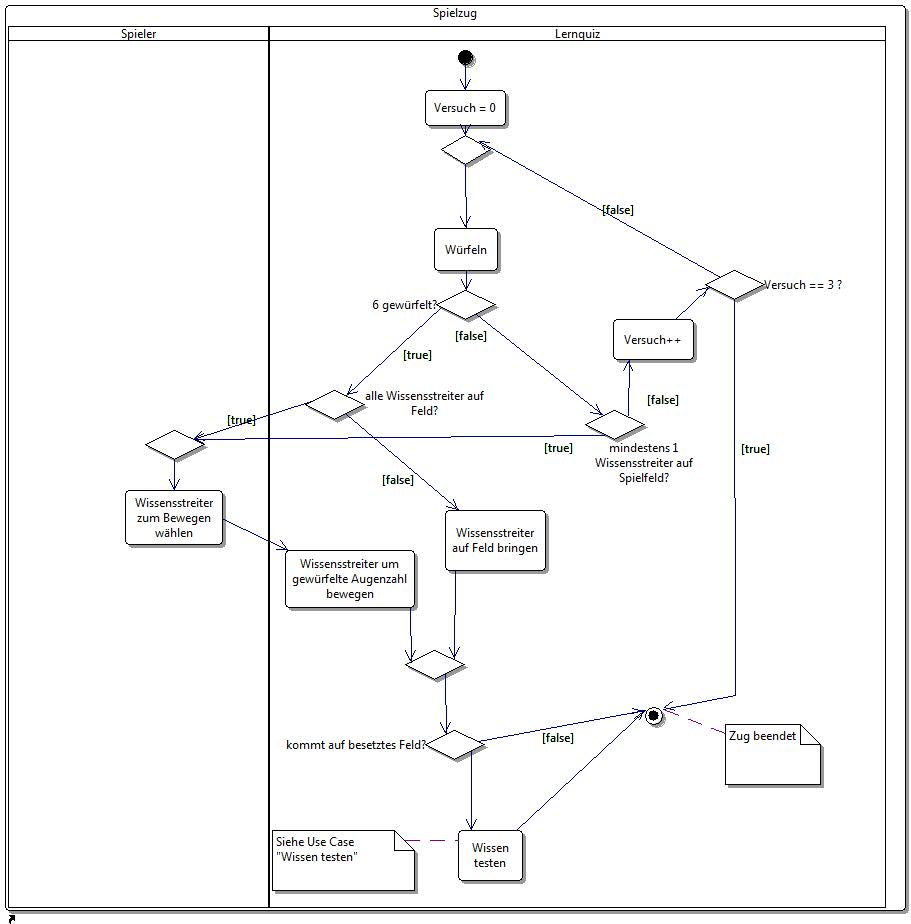 Spielzug
Spieler
Lernquiz
Versuch = 0
[false]
Würfeln
Versuch == 3 ?
6 gewürfelt?
[false]
Versuch++
[true]
alle Wissensstreiter auf
Feld?
[false]
[true]
[true]
mindestens 1
Wissensstreiter auf
Spielfeld?
[true]
[false]
Wissensstreiter
zum Bewegen
wählen
Wissensstreiter
auf Feld bringen
Wissensstreiter um
gewürfelte Augenzahl
bewegen
kommt auf besetztes Feld?
[false]
Zug beendet
Siehe Use Case
"Wissen testen"
Wissen
testen